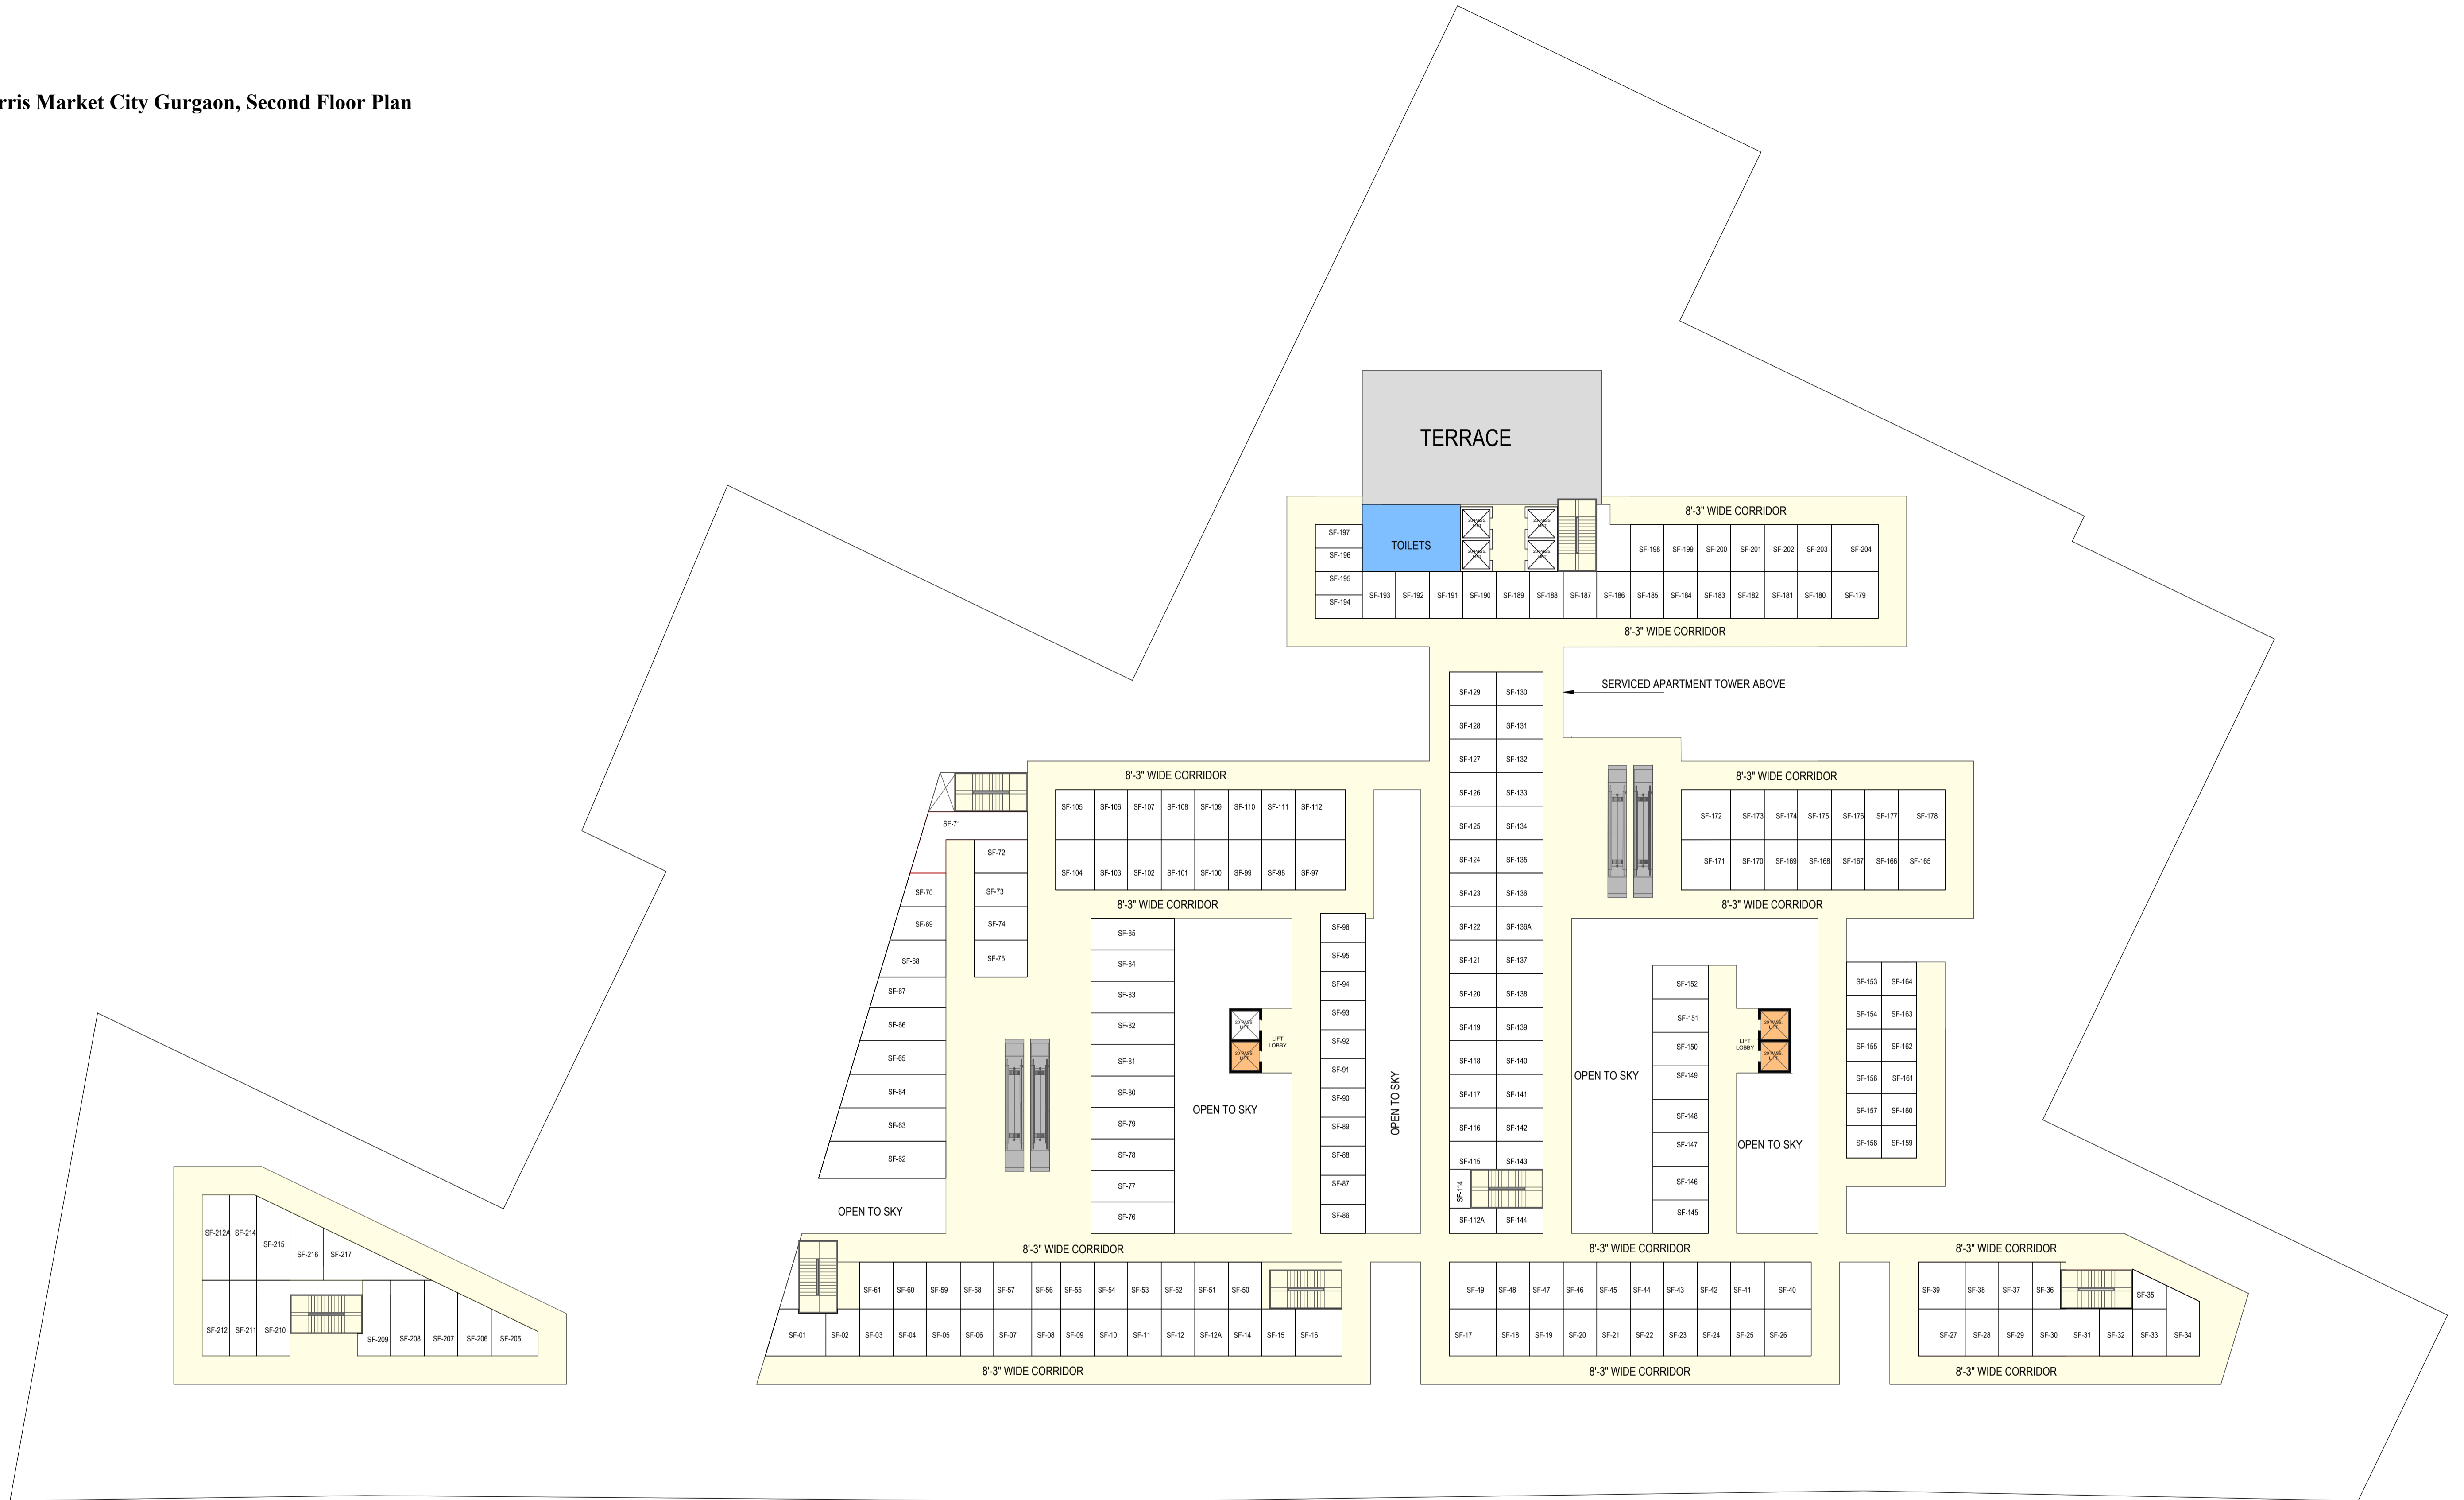 rris Market City Gurgaon, Second Floor Plan
TERRACE
8'-3" WIDE CORRIDOR
SF-197
SF-196
SF-195
SF-194
TOILETS
20 PASS.
LIFT
20 PASS.
LIFT
20 PASS.
LIFT
20 PASS.
LIFT
SF-198 SF-199 SF-200 SF-201 SF-202 SF-203 SF-204
SF-193 SF-192 SF-191 SF-190 SF-189 SF-188 SF-187 SF-186 SF-185 SF-184 SF-183 SF-182 SF-181 SF-180 SF-179
8'-3" WIDE CORRIDOR
SERVICED APARTMENT TOWER ABOVE
SF-129 SF-130
SF-128 SF-131
SF-127 SF-132
SF-126 SF-133
SF-125 SF-134
SF-124 SF-135
SF-123 SF-136
SF-122 SF-136A
SF-121 SF-137
SF-120 SF-138
SF-119 SF-139
SF-118 SF-140
SF-117 SF-141
SF-116 SF-142
SF-115 SF-143
SF-114
SF-112A SF-144
8'-3" WIDE CORRIDOR
SF-105 SF-106 SF-107 SF-108 SF-109 SF-110 SF-111 SF-112
SF-104 SF-103 SF-102 SF-101 SF-100 SF-99 SF-98 SF-97
8'-3" WIDE CORRIDOR
8'-3" WIDE CORRIDOR
SF-172 SF-173 SF-174 SF-175 SF-176 SF-177 SF-178
SF-171 SF-170 SF-169 SF-168 SF-167 SF-166 SF-165
8'-3" WIDE CORRIDOR
SF-71
SF-70
SF-69
SF-68
SF-67
SF-66
SF-65
SF-64
SF-63
SF-62
SF-72
SF-73
SF-74
SF-75
OPEN TO SKY
SF-85
SF-84
SF-83
SF-82
SF-81
SF-80
SF-79
SF-78
SF-77
SF-76
20 PASS.
LIFT
20 PASS.
LIFT
LIFT
LOBBY
OPEN TO SKY
SF-96
SF-95
SF-94
SF-93
SF-92
SF-91
SF-90
SF-89
SF-88
SF-87
SF-86
OPEN TO SKY
OPEN TO SKY
SF-152
SF-151
SF-150
SF-149
SF-148
SF-147
SF-146
SF-145
LIFT
LOBBY
20 PASS.
LIFT
20 PASS.
LIFT
OPEN TO SKY
SF-153 SF-164
SF-154 SF-163
SF-155 SF-162
SF-156 SF-161
SF-157 SF-160
SF-158 SF-159
SF-212A SF-214 SF-215 SF-216 SF-217
SF-212 SF-211 SF-210 SF-209 SF-208 SF-207 SF-206 SF-205
8'-3" WIDE CORRIDOR
SF-61 SF-60 SF-59 SF-58 SF-57 SF-56 SF-55 SF-54 SF-53 SF-52 SF-51 SF-50
SF-01 SF-02 SF-03 SF-04 SF-05 SF-06 SF-07 SF-08 SF-09 SF-10 SF-11 SF-12 SF-12A SF-14 SF-15 SF-16
8'-3" WIDE CORRIDOR
8'-3" WIDE CORRIDOR
SF-49 SF-48 SF-47 SF-46 SF-45 SF-44 SF-43 SF-42 SF-41 SF-40
SF-17 SF-18 SF-19 SF-20 SF-21 SF-22 SF-23 SF-24 SF-25 SF-26
8'-3" WIDE CORRIDOR
8'-3" WIDE CORRIDOR
SF-39 SF-38 SF-37 SF-36 SF-35
SF-27 SF-28 SF-29 SF-30 SF-31 SF-32 SF-33 SF-34
8'-3" WIDE CORRIDOR